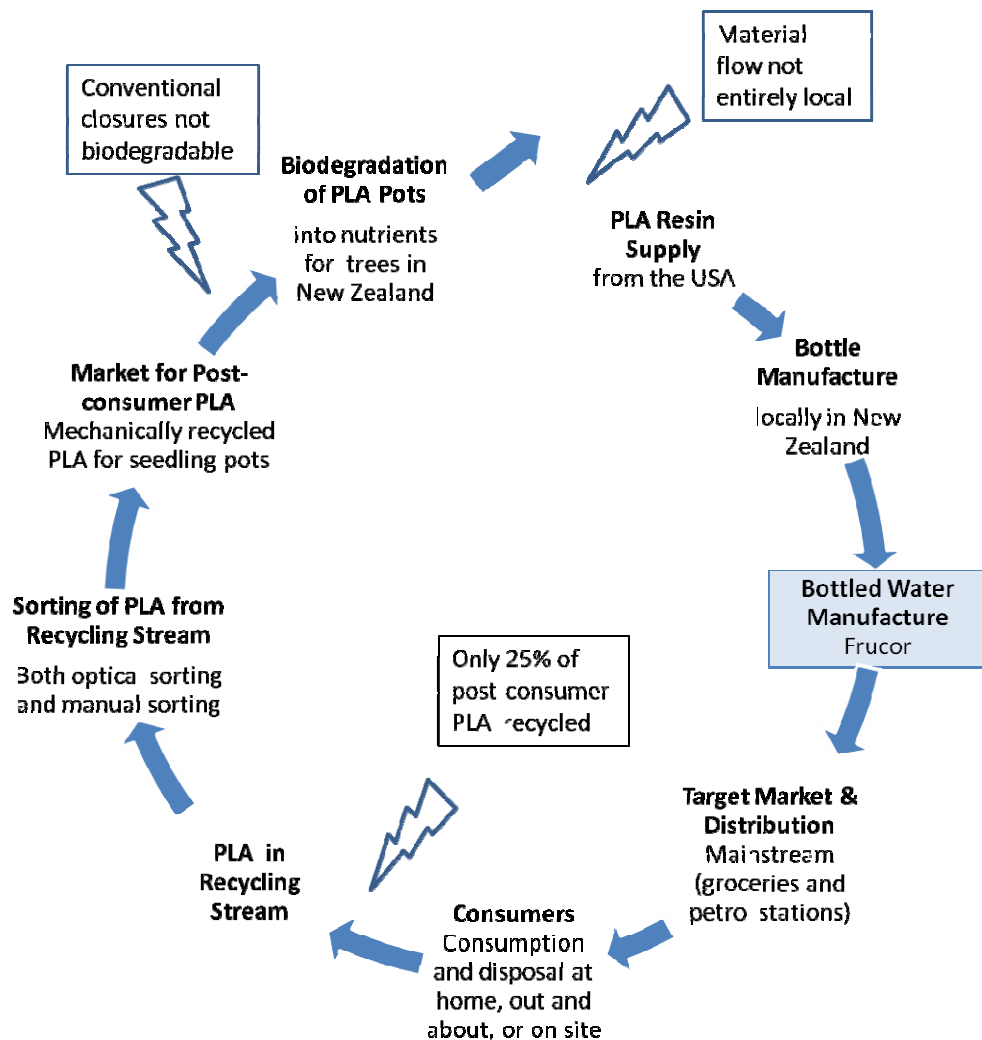 Material
flow not
entirely local
Conventional
closures not
biodegradable
Biodegradation
of PLA Pots
into nutrients
for trees in
New Zealand
PLA Resin
Supply
from the USA
Bottle
Manufacture
locally in New
Zealand
Bottled Water
Manufacture
Frucor
Target Market &
Distribution
Mainstream
(groceries and
petro stations)
Consumers
Consumption
and disposal at
home, out and
about, or on site
Only 25% of
post consumer
PLA recycled
PLA in
Recycling
Stream
Sorting of PLA from
Recycling Stream
Both optica sorting
and manual sorting
Market for Post-
consumer PLA
Mechanically recycled
PLA for seedling pots